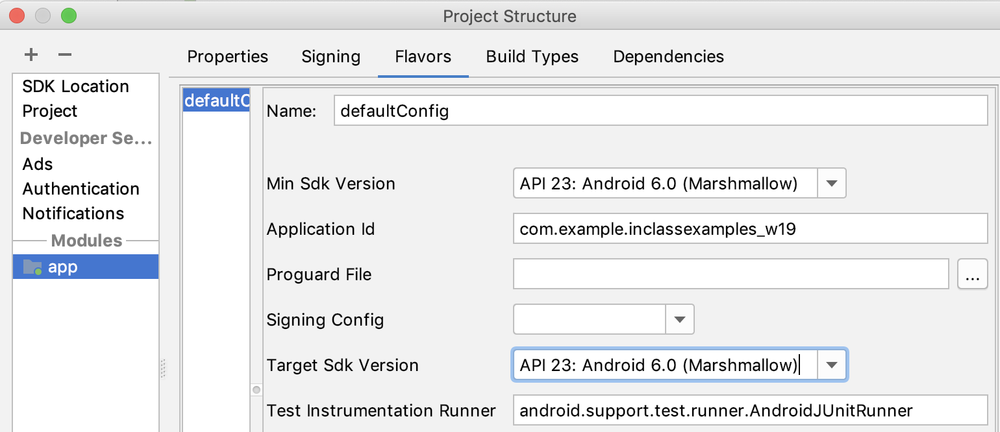 Project Structure
Properties Signing Flavors Build Types Dependencies
SDK Location
Project
Developer Se...
Ads
Authentication
Notifications
Modules
app
defaultC
Name: defaultConfig
Min Sdk Version API 23: Android 6.0 (Marshmallow)
Application Id com.example.inclassexamples_w19
Proguard File ...
Signing Config
Target Sdk Version API 23: Android 6.0 (Marshmallow)
Test Instrumentation Runner android.support.test.runner.AndroidJUnitRunner